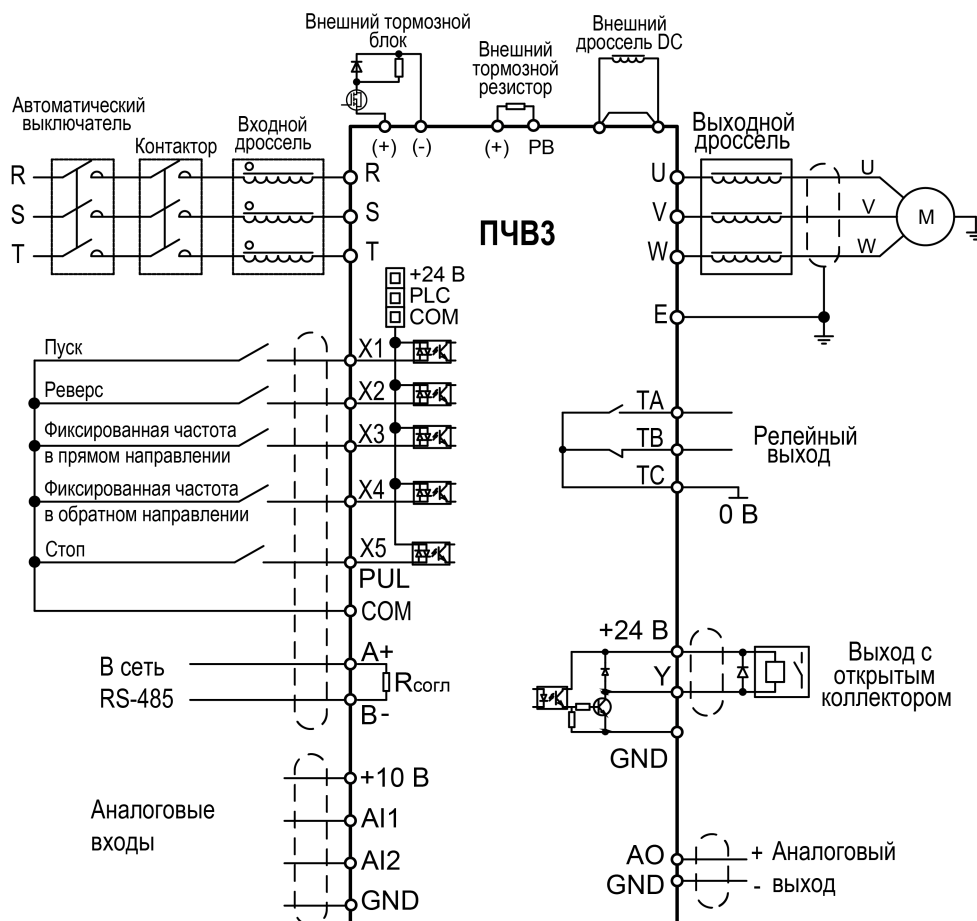 Внешний тормозной
блок
Внешний
тормозной
резистор
Внешний
дроссель DC
Автоматический
выключатель
Контактор
Входной
дроссель
Выходной
дроссель
(+)
(-)
(+)
PB
R
R
U
U
S
S
V
V
M
T
T
W
W
ПЧВ3
+24 В
PLC
COM
E
Пуск
X1
Реверс
X2
Фиксированная частота
в прямом направлении
X3
Фиксированная частота
в обратном направлении
X4
Стоп
X5
PUL
COM
TA
TB
TC
Релейный
выход
0 В
В сеть
RS-485
A+
Rсогл
B-
+24 В
Y
GND
Выход с
открытым
коллектором
Аналоговые
входы
+10 В
AI1
AI2
GND
AO
GND
+ Аналоговый
- выход